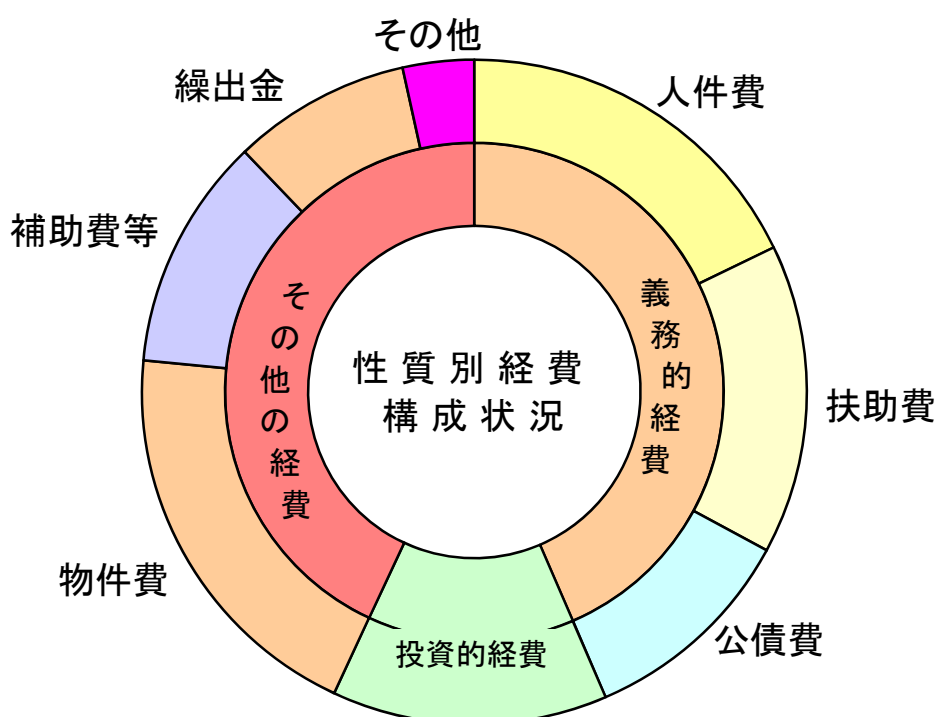 その他
繰出金
人件費
補助費等
その他の経費
義務的経費
性質別経費
構成状況
扶助費
物件費
公債費
投資的経費